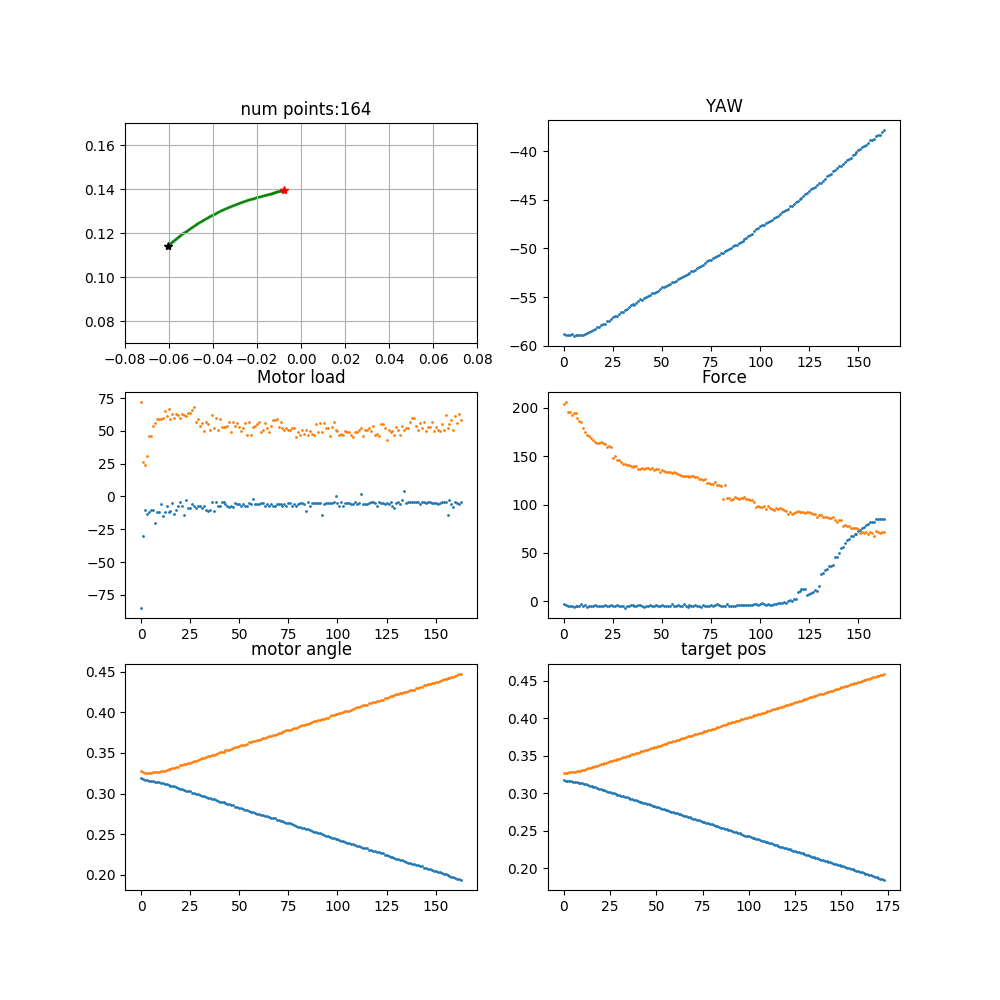 num points:164
0.16
0.14
0.12
0.10
0.08
−0.08 −0.06 −0.04 −0.02 0.00 0.02 0.04 0.06 0.08
YAW
−40
−45
−50
−55
−60
0 25 50 75 100 125 150
Motor load
75
50
25
0
−25
−50
−75
0 25 50 75 100 125 150
Force
200
150
100
50
0
0 25 50 75 100 125 150
motor angle
0.45
0.40
0.35
0.30
0.25
0.20
0 25 50 75 100 125 150
target pos
0.45
0.40
0.35
0.30
0.25
0.20
0 25 50 75 100 125 150 175